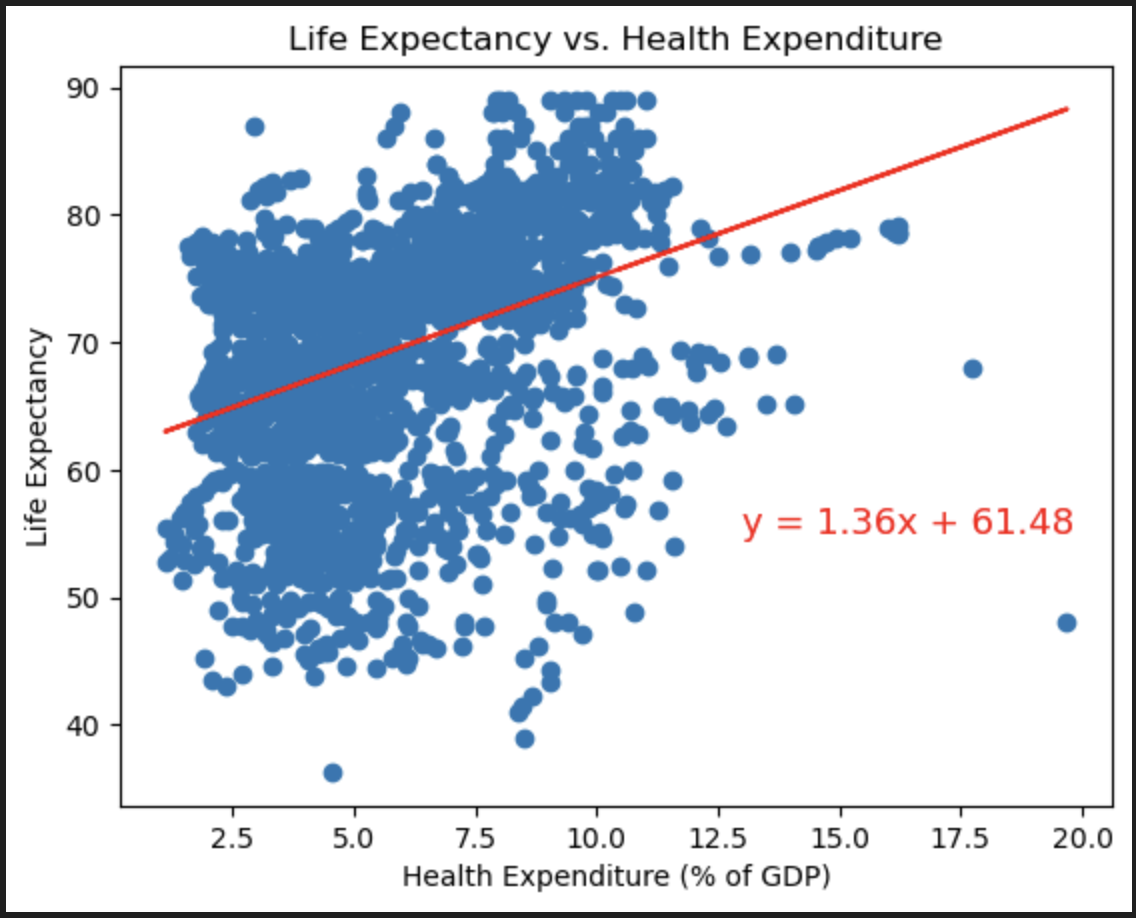 Life Expectancy vs. Health Expenditure
90
80
70
60
50
40
Life Expectancy
y = 1.36x + 61.48
2.5 5.0 7.5 10.0 12.5 15.0 17.5 20.0
Health Expenditure (% of GDP)